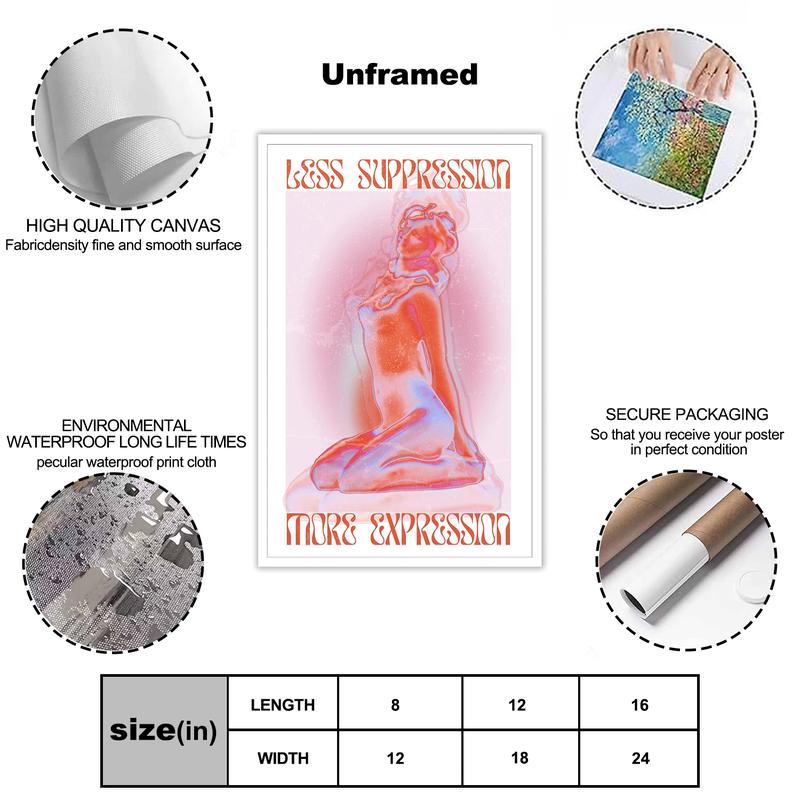 Unframed
HIGH QUALITY CANVAS
Fabricdensity fine and smooth surface
LESS SUPPRESSION
MORE EXPRESSION
ENVIRONMENTAL
WATERPROOF LONG LIFE TIMES
pecular waterproof print cloth
SECURE PACKAGING
So that you receive your poster
in perfect condition
size(in)
LENGTH 8 12 16
WIDTH 12 18 24